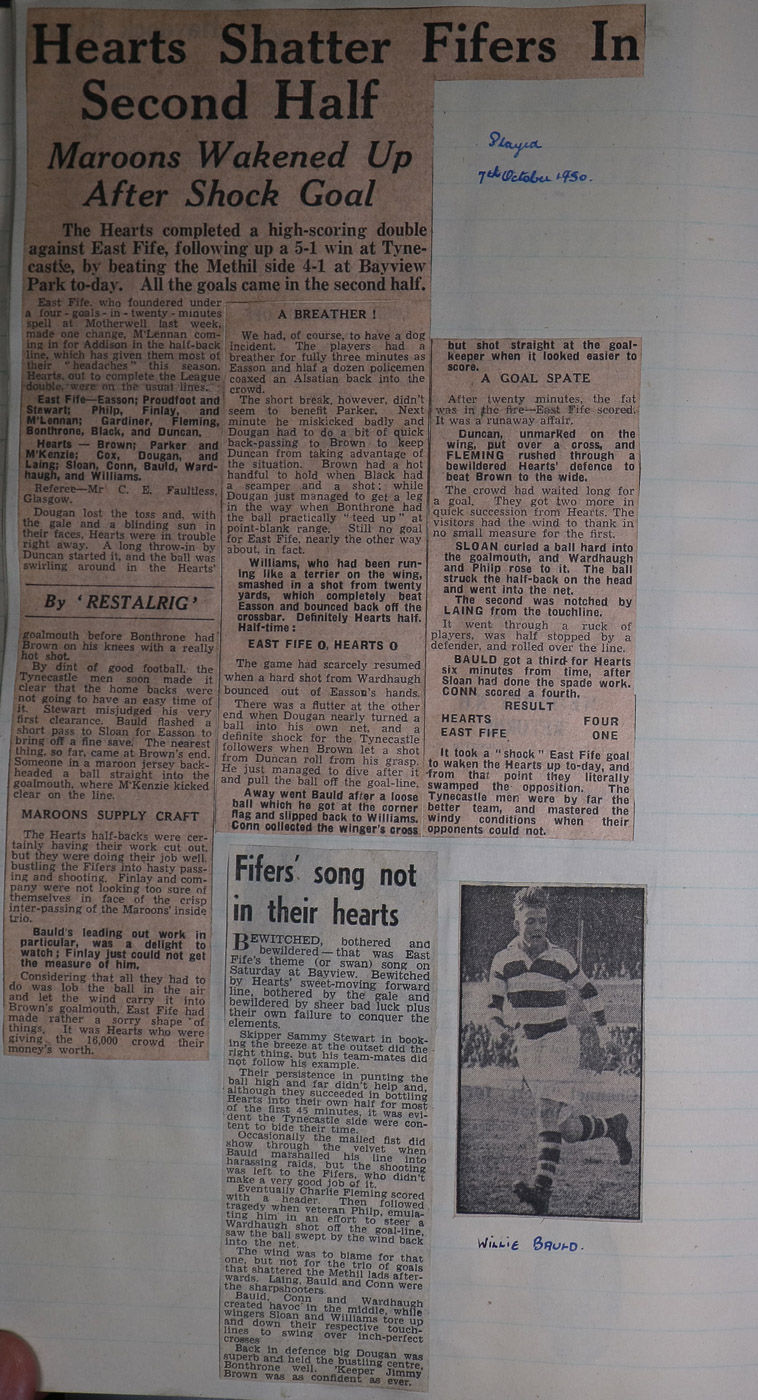 Hearts Shatter Fifers In
Second Half
Maroons Wakened Up
After Shock Goal
The Hearts completed a high-scoring double
against East Fife, following up a 5-1 win at Tyne-
castle, by beating the Methil side 4-1 at Bayview
Park to-day. All the goals came in the second half.
Played
7th October 1950.
East Fife, who foundered under
a four-goals-in-twenty-minutes
spell at Motherwell last week,
made one change, M'Lennan com-
ing in for Addison in the half-back
line, which has given them most of
their "headaches" this season.
Hearts, out to complete the League
double, were on the usual lines.
East Fife—Easson; Proudfoot and
Stewart; Philp, Finlay, and
M'Lennan; Gardiner, Fleming,
Bonthrone, Black, and Duncan.
Hearts — Brown; Parker and
M'Kenzie; Cox, Dougan, and
Laing; Sloan, Conn, Bauld, Ward-
haugh, and Williams.
Referee—Mr C. E. Faultless,
Glasgow.
Dougan lost the toss and, with
the gale and a blinding sun in
their faces, Hearts were in trouble
right away. A long throw-in by
Duncan started it, and the ball was
swirling around in the Hearts'
By 'RESTALRIG'
goalmouth before Bonthrone had
Brown on his knees with a really
hot shot.
By dint of good football, the
Tynecastle men soon made it
clear that the home backs were
not going to have an easy time of
it. Stewart misjudged his very
first clearance. Bauld flashed a
short pass to Sloan for Easson to
bring off a fine save. The nearest
thing, so far, came at Brown's end.
Someone in a maroon jersey back-
headed a ball straight into the
goalmouth, where M'Kenzie kicked
clear on the line.
MAROONS SUPPLY CRAFT
The Hearts half-backs were cer-
tainly having their work cut out,
but they were doing their job well,
bustling the Fifers into hasty pass-
ing and shooting. Finlay and com-
pany were not looking too sure of
themselves in face of the crisp
inter-passing of the Maroons' inside
trio.
Bauld's leading out work in
particular, was a delight to
watch; Finlay just could not get
the measure of him.
Considering that all they had to
do was lob the ball in the air
and let the wind carry it into
Brown's goalmouth, East Fife had
made rather a sorry shape of
things. It was Hearts who were
giving the 16,000 crowd their
money's worth.
A BREATHER!
We had, of course, to have a dog
incident. The players had a
breather for fully three minutes as
Easson and hlaf a dozen policemen
coaxed an Alsatian back into the
crowd.
The short break, however, didn't
seem to benefit Parker. Next
minute he miskicked badly and
Dougan had to do a bit of quick
back-passing to Brown to keep
Duncan from taking advantage of
the situation. Brown had a hot
handful to hold when Black had
a scamper and a shot; while
Dougan just managed to get a leg
in the way when Bonthrone had
the ball practically "teed up" at
point-blank range. Still no goal
for East Fife, nearly the other way
about, in fact.
Williams, who had been run-
ing like a terrier on the wing,
smashed in a shot from twenty
yards, which completely beat
Easson and bounced back off the
crossbar. Definitely Hearts half.
Half-time:
EAST FIFE 0, HEARTS 0
The game had scarcely resumed
when a hard shot from Wardhaugh
bounced out of Easson's hands.
There was a flutter at the other
end when Dougan nearly turned a
ball into his own net, and a
definite shock for the Tynecastle
followers when Brown let a shot
from Duncan roll from his grasp.
He just managed to dive after it
and pull the ball off the goal-line.
Away went Bauld after a loose
ball which he got at the corner
flag and slipped back to Williams.
Conn collected the winger's cross
but shot straight at the goal-
keeper when it looked easier to
score.
A GOAL SPATE
After twenty minutes, the fat
was in the fire—East Fife scored.
It was a runaway affair.
Duncan, unmarked on the
wing, put over a cross, and
FLEMING rushed through a
bewildered Hearts' defence to
beat Brown to the wide.
The crowd had waited long for
a goal. They got two more in
quick succession from Hearts. The
visitors had the wind to thank in
no small measure for the first.
SLOAN curled a ball hard into
the goalmouth, and Wardhaugh
and Philp rose to it. The ball
struck the half-back on the head
and went into the net.
The second was notched by
LAING from the touchline.
It went through a ruck of
players, was half stopped by a
defender, and rolled over the line.
BAULD got a third for Hearts
six minutes from time, after
Sloan had done the spade work.
CONN scored a fourth.
RESULT
HEARTS FOUR
EAST FIFE ONE
It took a "shock" East Fife goal
to waken the Hearts up to-day, and
from that point they literally
swamped the opposition. The
Tynecastle men were by far the
better team, and mastered the
windy conditions when their
opponents could not.
Fifers' song not
in their hearts
BEWITCHED, bothered and
bewildered—that was East
Fife's theme (or swan) song on
Saturday at Bayview. Bewitched
by Hearts' sweet-moving forward
line, bothered by the gale and
bewildered by sheer bad luck plus
their own failure to conquer the
elements.
Skipper Sammy Stewart in book-
ing the breeze at the outset did the
right thing, but his team-mates did
not follow his example.
Their persistence in punting the
ball high and far didn't help and,
although they succeeded in bottling
Hearts into their own half for most
of the first 45 minutes, it was evi-
dent the Tynecastle side were con-
tent to bide their time.
Occasionally the mailed fist did
show through the velvet when
Bauld marshalled his line into
harassing raids, but the shooting
was left to the Fifers, who didn't
make a very good job of it.
Eventually Charlie Fleming scored
with a header. Then followed
tragedy when veteran Philp, emula-
ting him in an effort to steer a
Wardhaugh shot off the goal-line,
saw the ball swept by the wind back
into the net.
The wind was to blame for that
one, but not for the trio of goals
that shattered the Methil lads after-
wards. Laing, Bauld and Conn were
the sharpshooters.
Bauld, Conn and Wardhaugh
created havoc in the middle, while
wingers Sloan and Williams tore up
and down their respective touch-
lines to swing over inch-perfect
crosses
Back in defence big Dougan was
superb and held the bustling centre,
Bonthrone well. 'Keeper Jimmy
Brown was as confident as ever.
WILLIE BAULD.